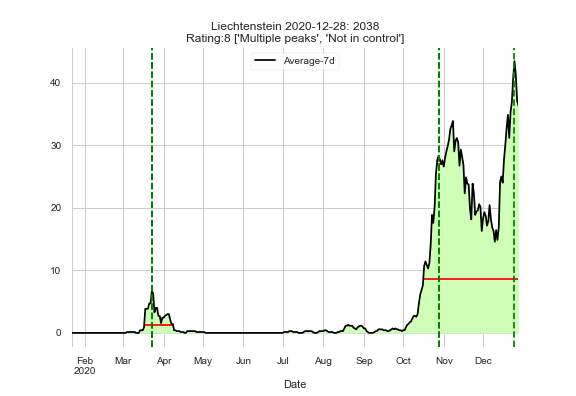 Liechtenstein 2020-12-28: 2038
Rating:8 ['Multiple peaks', 'Not in control']
Average-7d
40
30
20
10
0
Feb Mar Apr May Jun Jul Aug Sep Oct Nov Dec
2020
Date